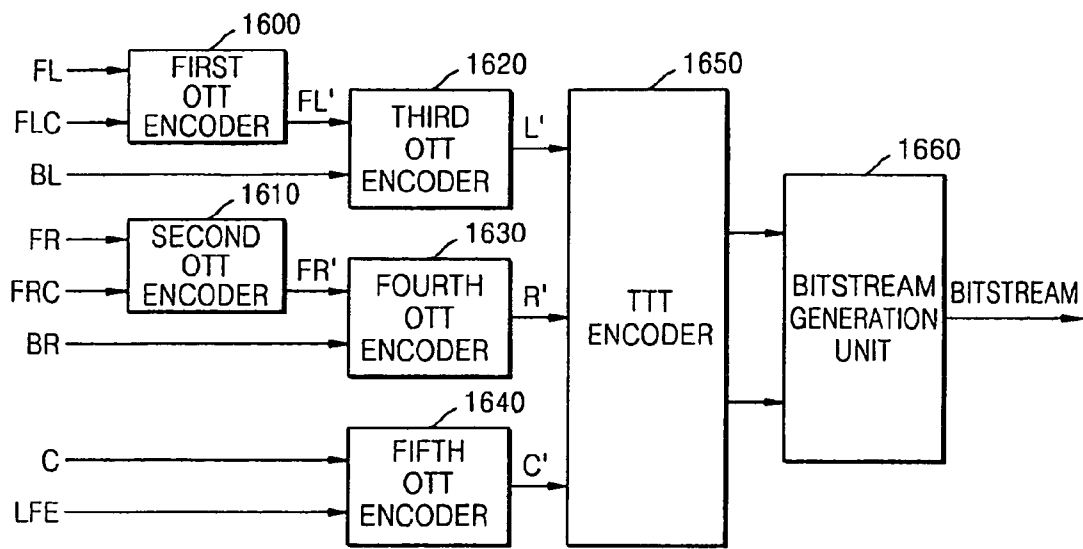 1600
FL
FIRST
OTT
ENCODER
FLC
FL'
1620
THIRD
OTT
ENCODER
BL
L'
1610
FR
SECOND
OTT
ENCODER
FRC
FR'
1630
FOURTH
OTT
ENCODER
BR
R'
1640
C
FIFTH
OTT
ENCODER
LFE
C'
1650
TTT
ENCODER
1660
BITSTREAM
GENERATION
UNIT
BITSTREAM